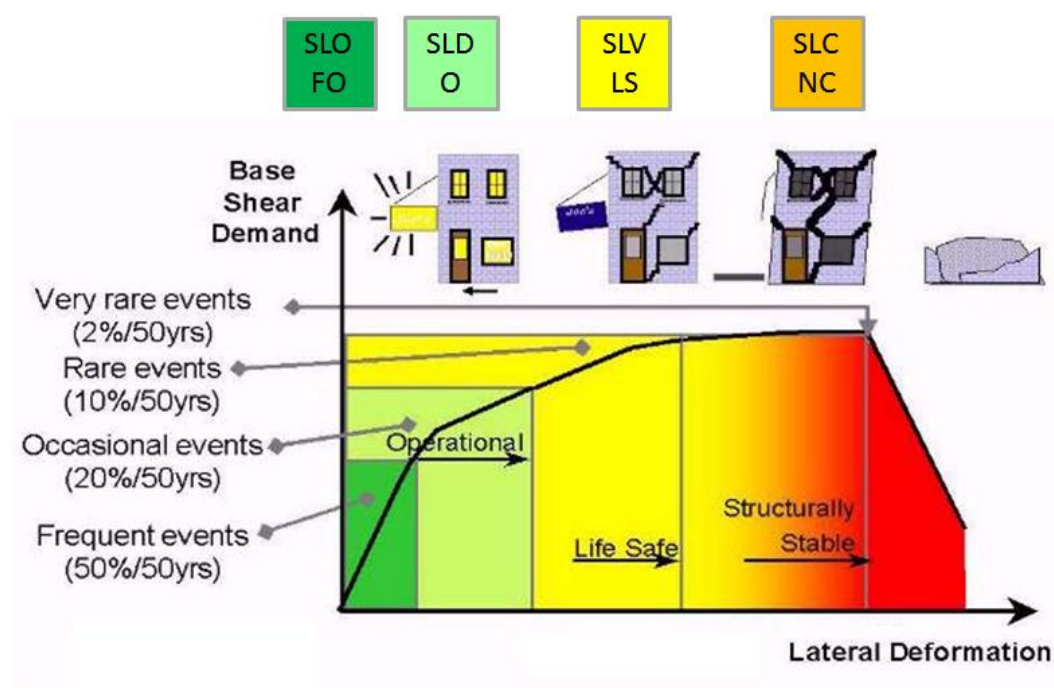 SLO
FO
SLD
O
SLV
LS
SLC
NC
Base
Shear
Demand
Very rare events
(2%/50yrs)
Rare events
(10%/50yrs)
Occasional events
(20%/50yrs)
Frequent events
(50%/50yrs)
Operational
Life Safe
Structurally
Stable
Lateral Deformation